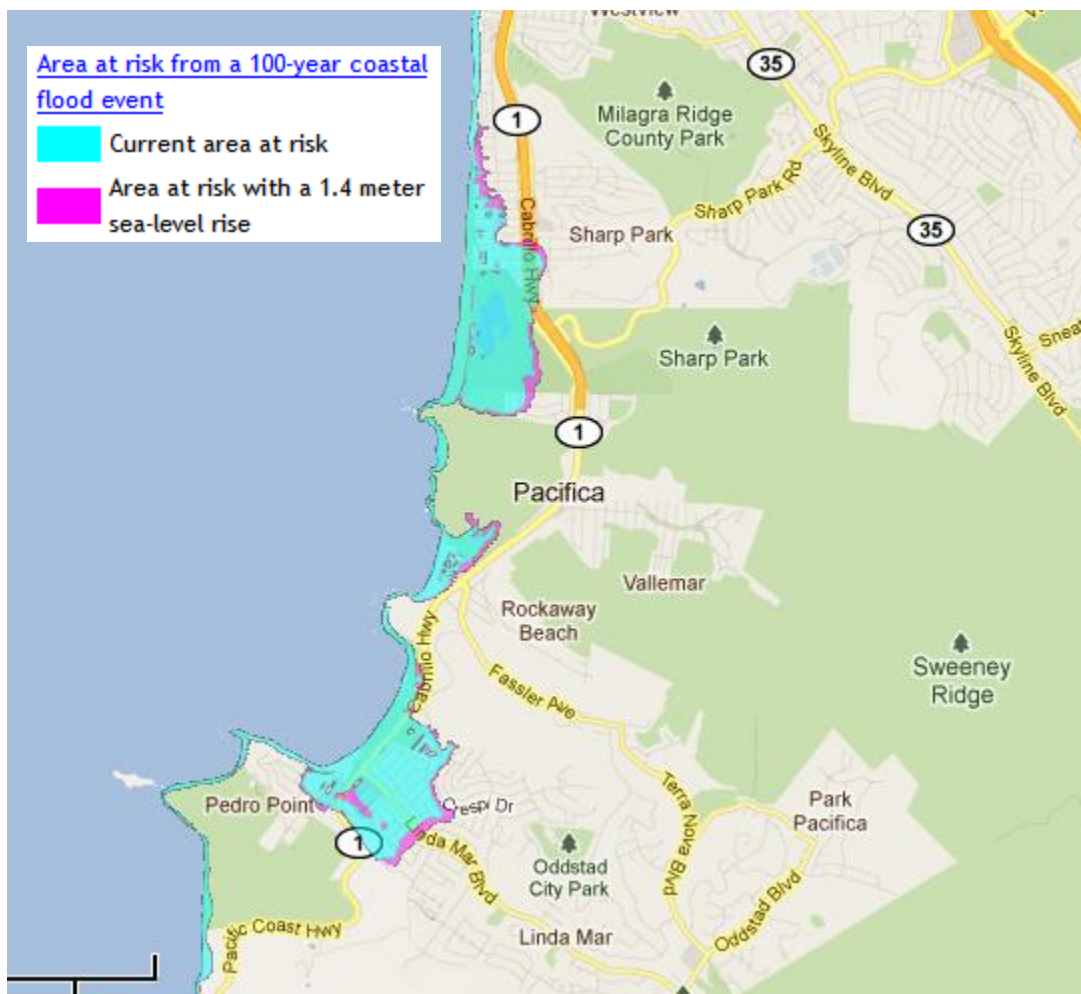 Westview
Area at risk from a 100-year coastal
flood event
Current area at risk
Area at risk with a 1.4 meter
sea-level rise
35
1
Milagra Ridge
County Park
Skyline Blvd
Sharp Park Rd
Cabrillo Hwy
Sharp Park
35
Sharp Park
Skyline Blvd
1
Pacifica
Vallemar
Rockaway
Beach
Cabrillo Hwy
Sweeney
Ridge
Fassler Ave
Terra Nova Blvd
Pedro Point
Crespi Dr
Park
Pacifica
1
Linda Mar Blvd
Oddstad
City Park
Oddstad Blvd
Pacific Coast Hwy
Linda Mar